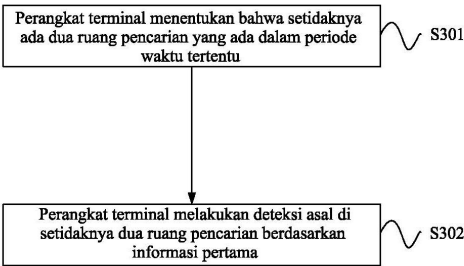 Perangkat terminal menentukan bahwa setidaknya
ada dua ruang pencarian yang ada dalam periode
waktu tertentu
S301
Perangkat terminal melakukan deteksi asal di
setidaknya dua ruang pencarian berdasarkan
informasi pertama
S302